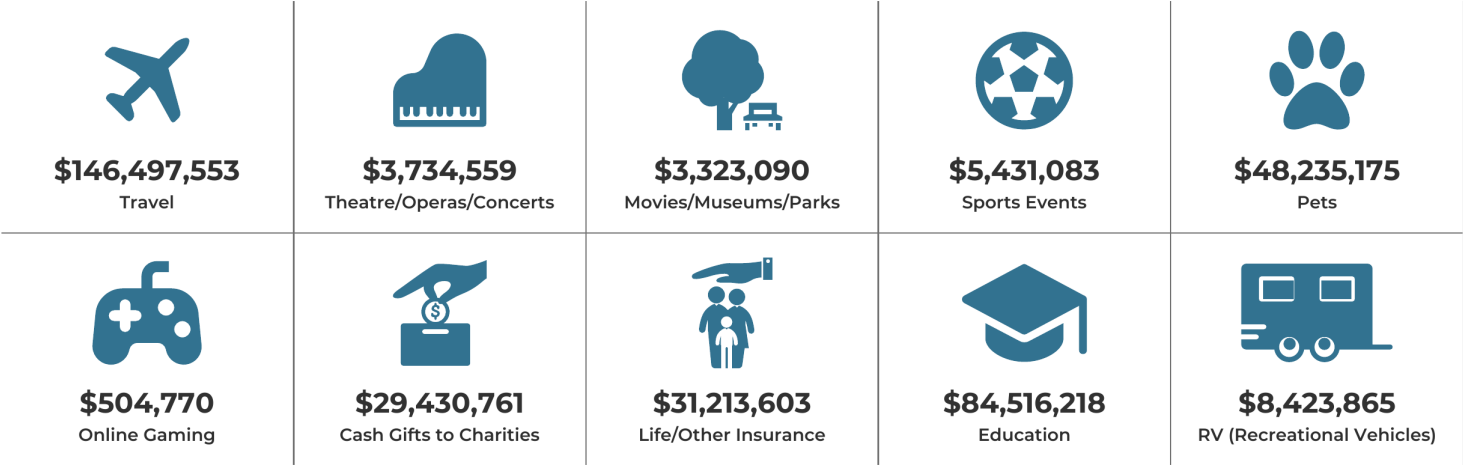 $146,497,553
Travel
$3,734,559
Theatre/Operas/Concerts
$3,323,090
Movies/Museums/Parks
$5,431,083
Sports Events
$48,235,175
Pets
$504,770
Online Gaming
$
$29,430,761
Cash Gifts to Charities
$31,213,603
Life/Other Insurance
$84,516,218
Education
$8,423,865
RV (Recreational Vehicles)